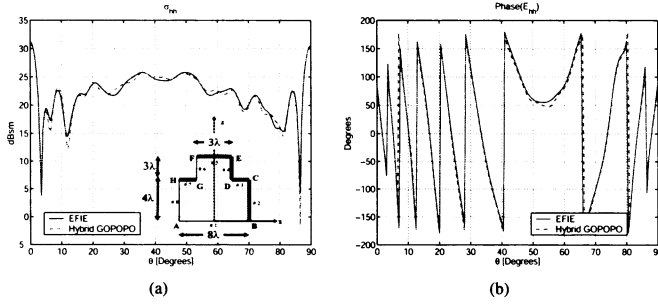 σhh
Phase(Ehh)
35
30
25
20
15
10
5
0
-5
dBsm
z
3λ
F
E
3λ
H
G
D
C
4λ
A
B
x
8λ
EFIE
Hybrid GOPOPO
0 10 20 30 40 50 60 70 80 90
θ [Degrees]
200
150
100
50
0
-50
-100
-150
-200
Degrees
EFIE
Hybrid GOPOPO
0 10 20 30 40 50 60 70 80 90
θ [Degrees]
(a)
(b)